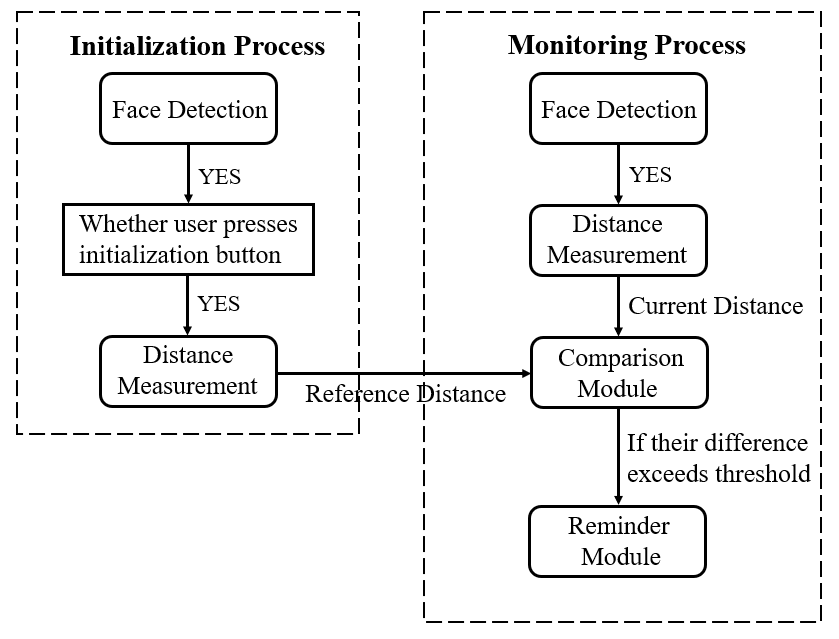 Initialization Process
Face Detection
YES
Whether user presses
initialization button
YES
Distance
Measurement
Reference Distance
Monitoring Process
Face Detection
YES
Distance
Measurement
Current Distance
Comparison
Module
If their difference
exceeds threshold
Reminder
Module